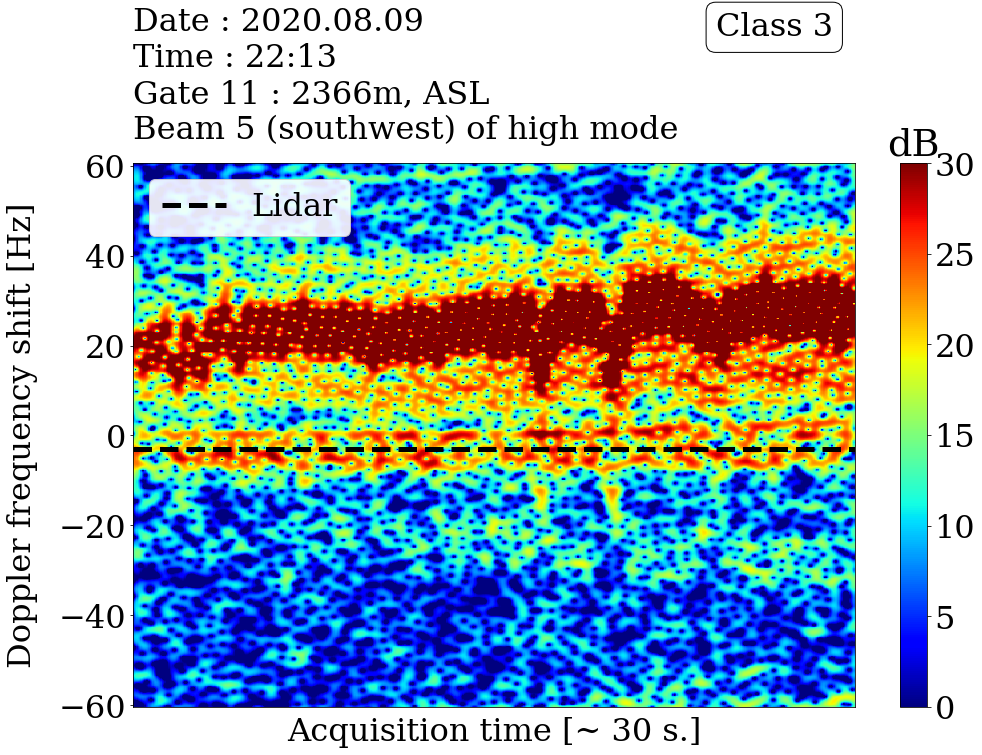 Date : 2020.08.09
Time : 22:13
Gate 11 : 2366m, ASL
Beam 5 (southwest) of high mode
Class 3
dB
Lidar
Doppler frequency shift [Hz]
60
40
20
0
−20
−40
−60
Acquisition time [~ 30 s.]
30
25
20
15
10
5
0